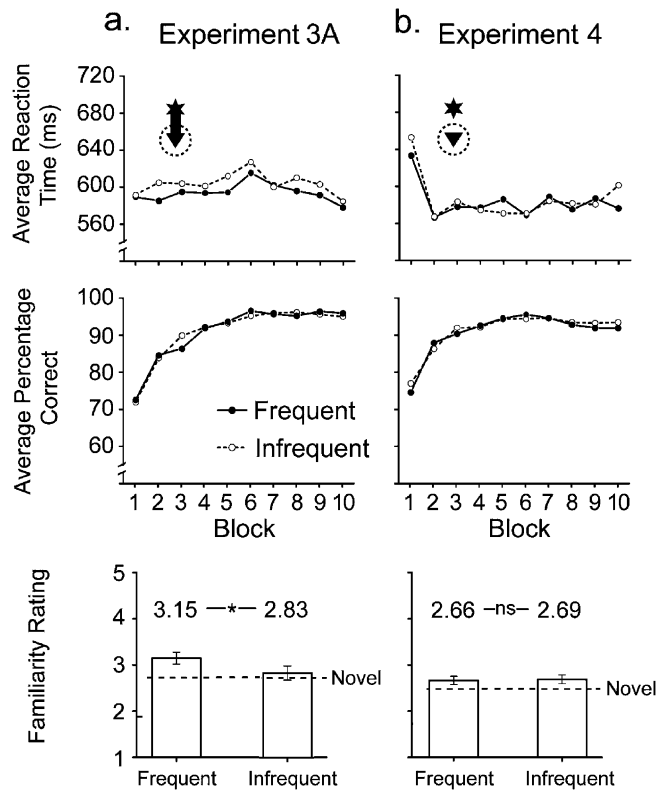 a. Experiment 3A
b. Experiment 4
Average Reaction
Time (ms)
720
680
640
600
560
Average Percentage
Correct
100
90
80
70
60
Frequent
Infrequent
1 2 3 4 5 6 7 8 9 10
1 2 3 4 5 6 7 8 9 10
Block
Block
Familiarity Rating
5
4
3
2
1
3.15 * 2.83
Novel
Frequent Infrequent
2.66 ns 2.69
Novel
Frequent Infrequent